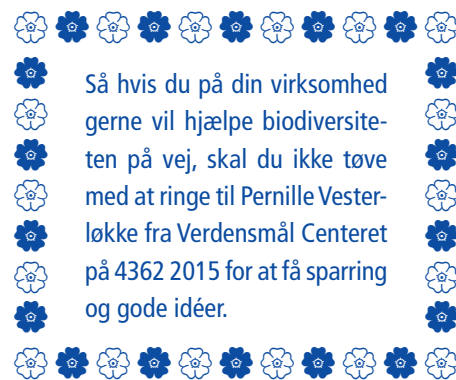 Så hvis du på din virksomhed
gerne vil hjælpe biodiversite-
ten på vej, skal du ikke tøve
med at ringe til Pernille Vester-
løkke fra Verdensmål Centeret
på 4362 2015 for at få sparring
og gode idéer.